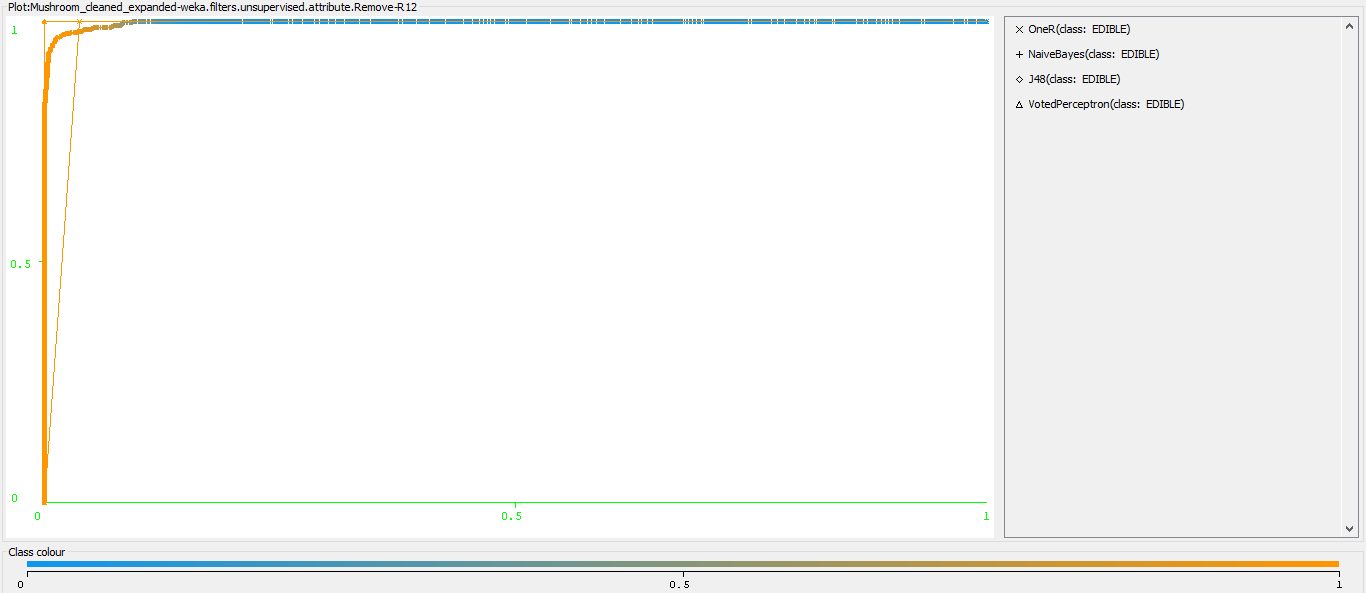 Plot:Mushroom_cleaned_expanded-weka.filters.unsupervised.attribute.Remove-R12
1
0.5
0
0
0.5
1
OneR(class: EDIBLE)
NaiveBayes(class: EDIBLE)
J48(class: EDIBLE)
VotedPerceptron(class: EDIBLE)
Class colour
0
0.5
1